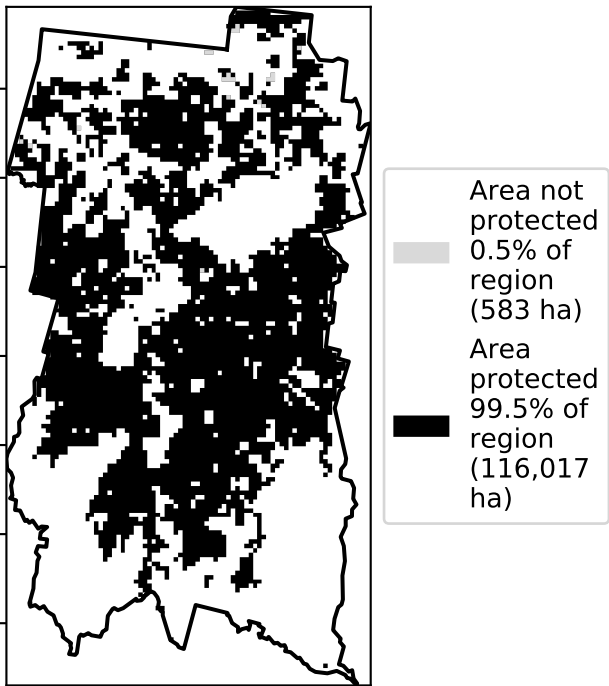 Area not
protected
0.5% of
region
(583 ha)
Area
protected
99.5% of
region
(116,017
ha)